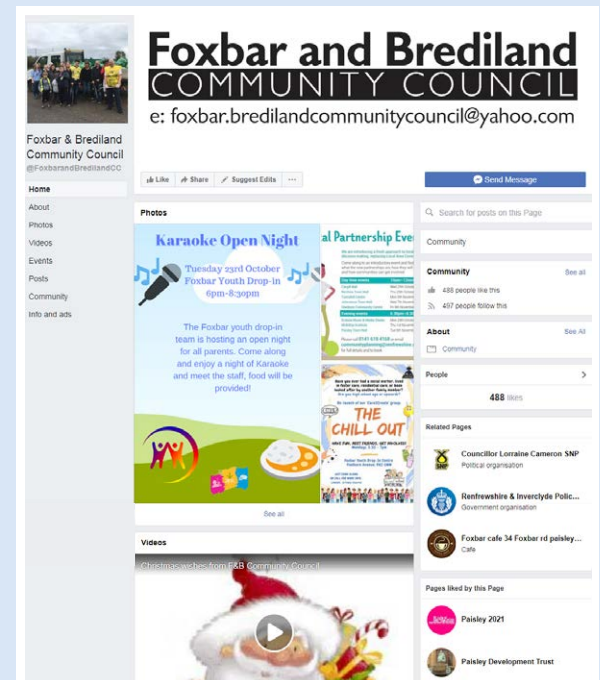 Foxbar and Brediland
COMMUNITY COUNCIL
e: foxbar.bredilandcommunitycouncil@yahoo.com
Foxbar & Brediland
Community Council
@FoxbarandBredilandCC
Home
About
Photos
Videos
Events
Posts
Community
Info and ads
Like
Share
Suggest Edits
...
Send Message
Photos
Karaoke Open Night
Tuesday 23rd October
Foxbar Youth Drop-in
6pm-8:30pm
The Foxbar youth drop-in
team is hosting an open night
for all parents. Come along
and enjoy a night of Karaoke
and meet the staff, food will be
provided!
al Partnership Eve
THE
CHILL OUT
See all
Videos
Christmas wishes from F&B Community Council
Search for posts on this Page
Community
Community
See all
488 people like this
497 people follow this
About
See All
Community
People
488 likes
Related Pages
Councillor Lorraine Cameron SNP
Political organisation
SNP
Renfrewshire & Inverclyde Polic...
Government organisation
Foxbar cafe 34 Foxbar rd paisley...
Cafe
Pages liked by this Page
Paisley 2021
Paisley Development Trust